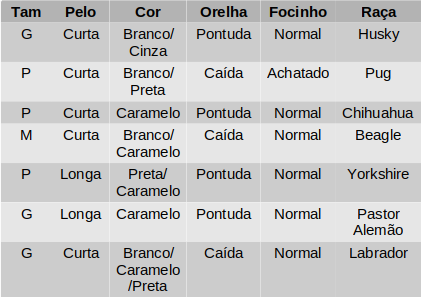 Tam Pelo Cor Orelha Focinho Raça
G Curta Branco/ Pontuda Normal Husky
Cinza
P Curta Branco/ Caída Achatado Pug
Preta
P Curta Caramelo Pontuda Normal Chihuahua
M Curta Branco/ Caída Normal Beagle
Caramelo
P Longa Preta/ Pontuda Normal Yorkshire
Caramelo
G Longa Caramelo Pontuda Normal Pastor
Alemão
G Curta Branco/ Caída Normal Labrador
Caramelo
/Preta